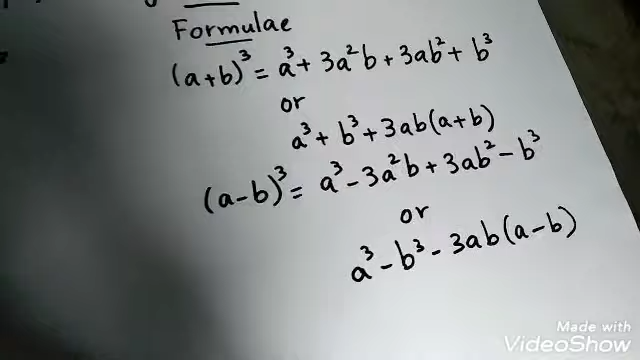 Formulae
(a+b)³ = a³ + 3a²b + 3ab² + b³
or
a³ + b³ + 3ab(a+b)
(a-b)³ = a³ - 3a²b + 3ab² - b³
or
a³ - b³ - 3ab(a-b)
Made with
VideoShow